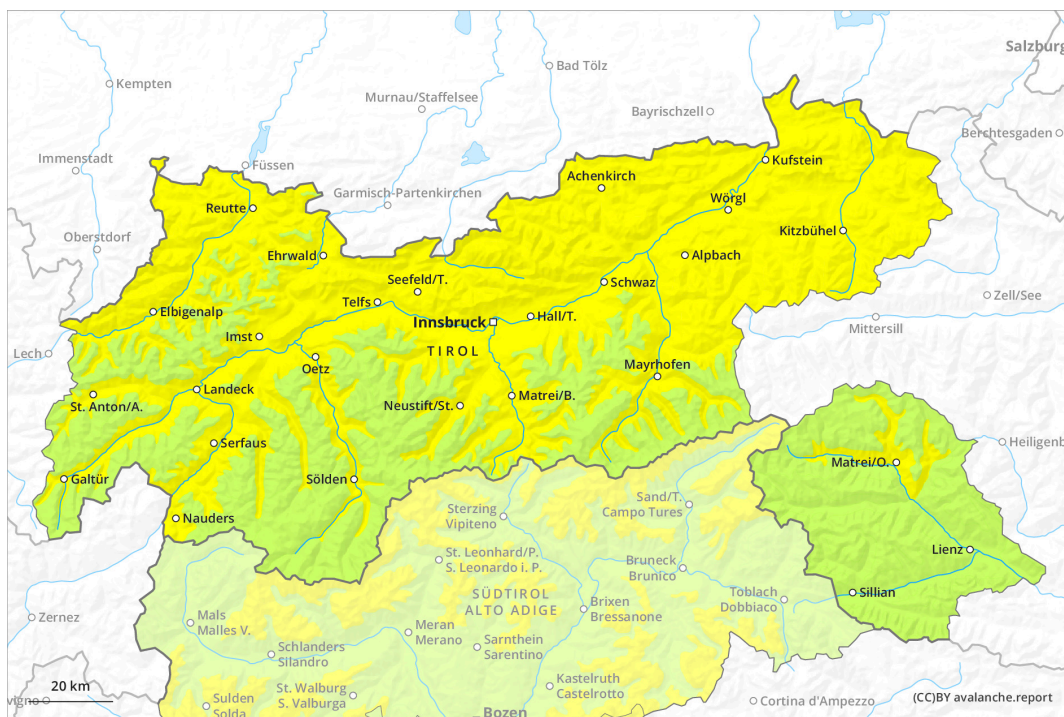 Salzburg
Kempten
Bad Tölz
Murnau/Staffelsee
Bayrischzell
Berchtesgaden
Immenstadt
Füssen
Kufstein
Achenkirch
Garmisch-Partenkirchen
Wörgl
Reutte
Oberstdorf
Kitzbühel
Ehrwald
Alpbach
Seefeld/T.
Schwaz
Zell/See
Telfs
Elbigenalp
Hall/T.
Innsbruck
Mittersill
Imst
TIROL
Lech
Oetz
Mayrhofen
Landeck
St. Anton/A.
Neustift/St.
Matrei/B.
Serfaus
Heiligenb
Matrei/O.
Galtür
Sölden
Sand/T.
Campo Tures
Nauders
Sterzing
Vipiteno
Lienz
St. Leonhard/P.
S. Leonardo i. P.
Bruneck
Brunico
SÜDTIROL
ALTO ADIGE
Toblach
Dobbiaco
Sillian
Brixen
Bressanone
Zernez
Mals
Malles V.
Meran
Merano
Sarnthein
Sarentino
Schlanders
Silandro
Kastelruth
Castelrotto
St. Walburg
S. Valburga
20 km
vigno
Sulden
Solda
Cortina d'Ampezzo
(CC)BY avalanche.report
Bozen